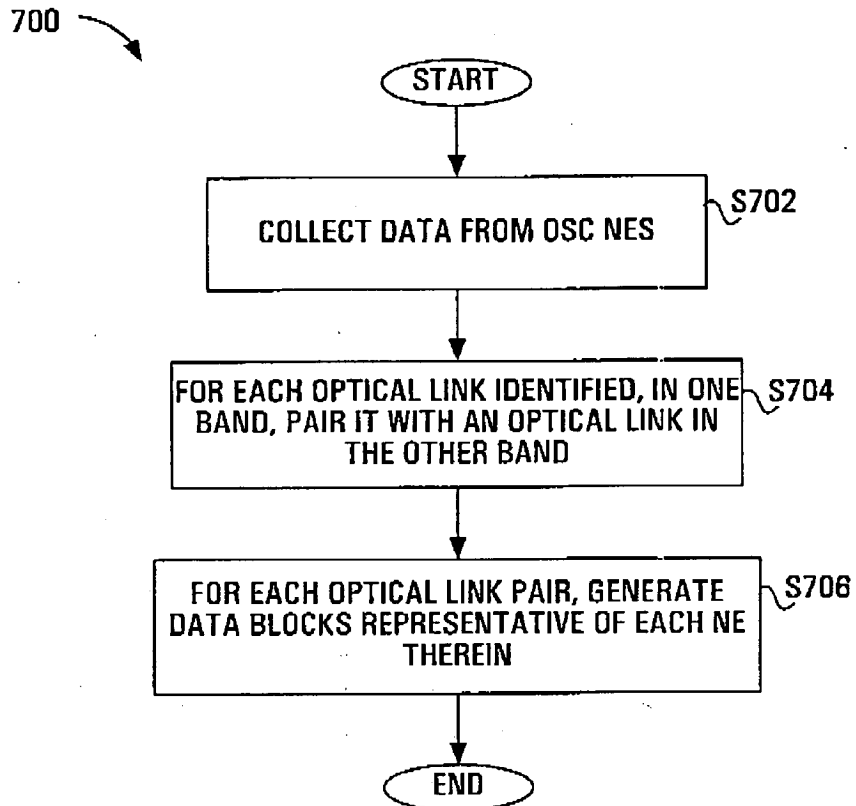 700
START
COLLECT DATA FROM OSC NES
S702
FOR EACH OPTICAL LINK IDENTIFIED, IN ONE
BAND, PAIR IT WITH AN OPTICAL LINK IN
THE OTHER BAND
S704
FOR EACH OPTICAL LINK PAIR, GENERATE
DATA BLOCKS REPRESENTATIVE OF EACH NE
THEREIN
S706
END